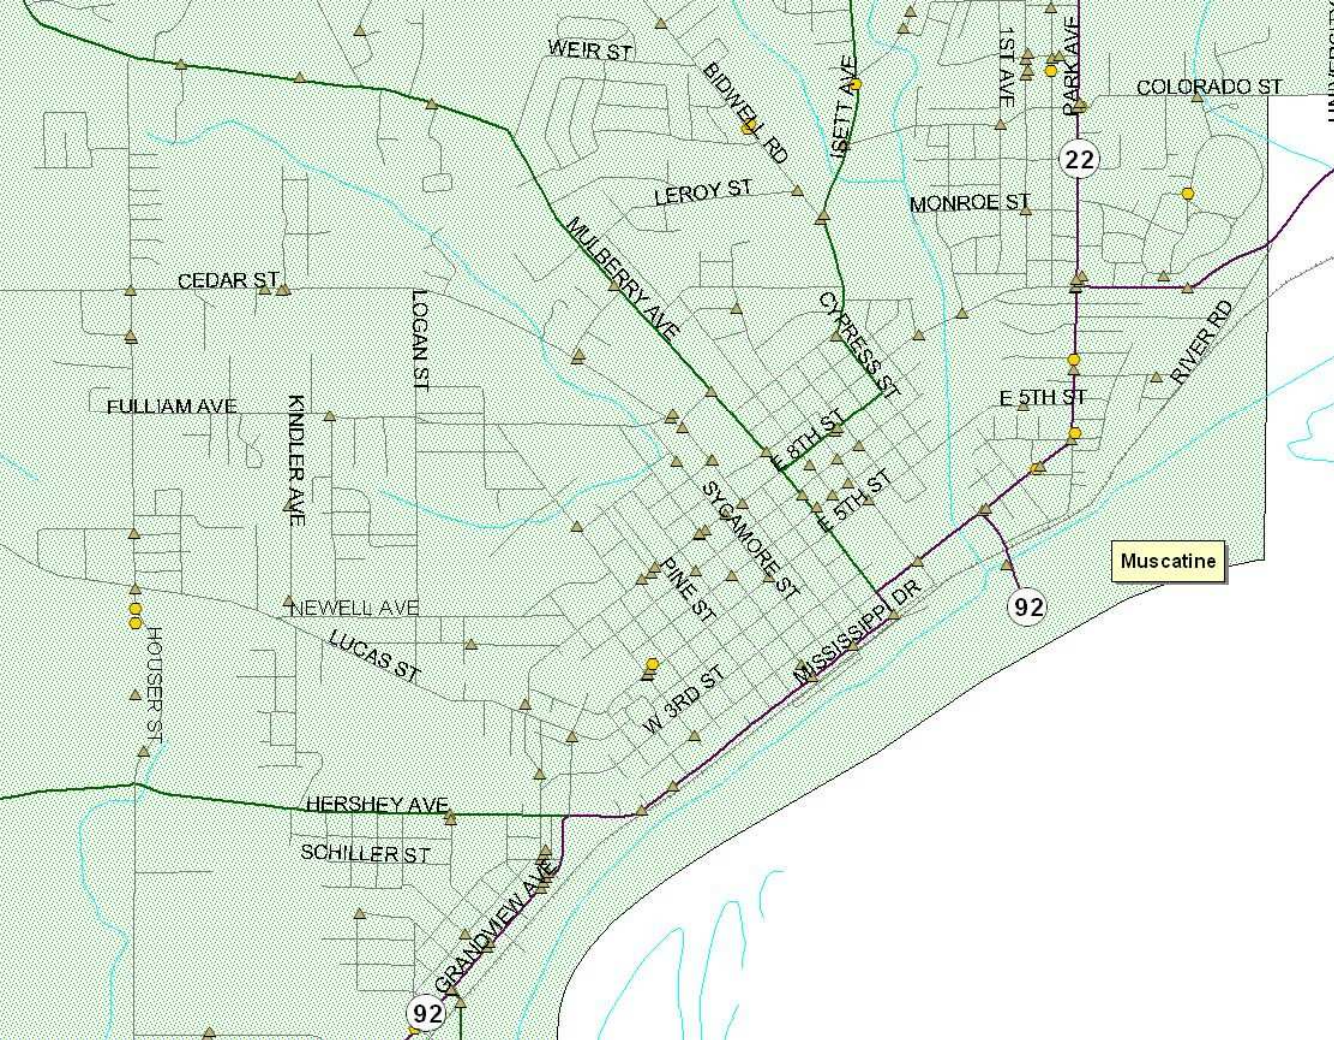 WEIR ST
BIDWELL RD
ISETT AVE
1ST AVE
PARK AVE
COLORADO ST
22
LEROY ST
MONROE ST
MULBERRY AVE
CEDAR ST
LOGAN ST
CYPRESS ST
RIVER RD
FULLIAM AVE
KINDLER AVE
E 5TH ST
E 8TH ST
E 5TH ST
SYCAMORE ST
Muscatine
PINE ST
92
NEWELL AVE
LUCAS ST
HOUSER ST
MISSISSIPPI DR
W 3RD ST
HERSHEY AVE
SCHILLER ST
GRANDVIEW AVE
92